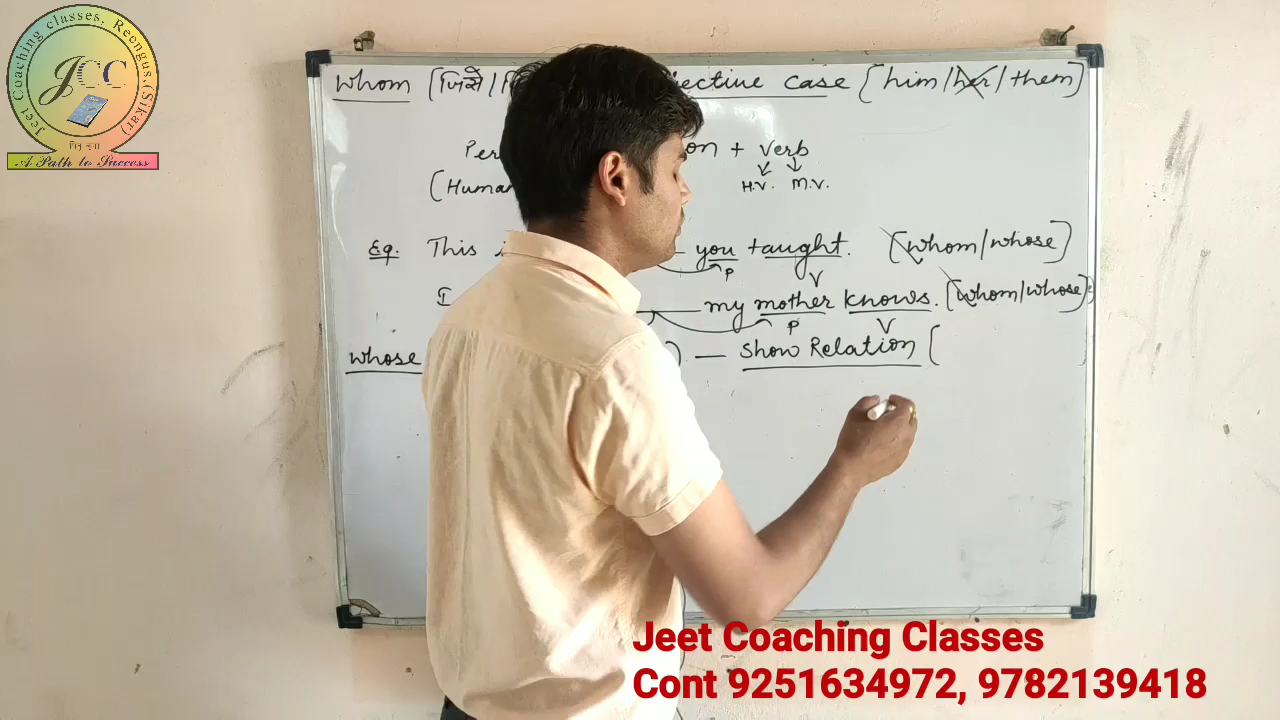 Jeet Coaching classes, Reengus, (Sikar)
JCC
A Path to Success
Whom [जिसे/ jective case [him/her/them]
Per on + Verb
H.V. M.V.
(Human
Eg. This i you taught. [whom/whose]
P V
I my mother knows. [whom/whose]
P V
whose ) — Show Relation [
Jeet Coaching Classes
Cont 9251634972, 9782139418